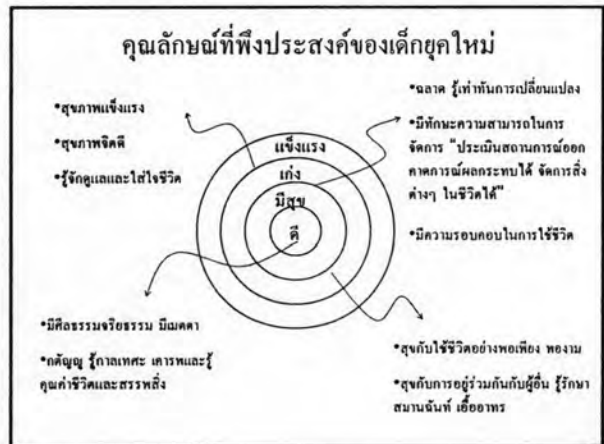 คุณลักษณ์ที่พึงประสงค์ของเด็กยุคใหม่
•สุขภาพแข็งแรง
•สุขภาพจิตดี
•รู้จักดูแลและใส่ใจชีวิต
•ฉลาด รู้เท่าทันการเปลี่ยนแปลง
•มีทักษะความสามารถในการ
จัดการ “ประเมินสถานการณ์ออก
คาดการณ์ผลกระทบได้ จัดการสิ่ง
ต่างๆ ในชีวิตได้”
•มีความรอบคอบในการใช้ชีวิต
แข็งแรง
เก่ง
มีสุข
ดี
•มีศีลธรรมจริยธรรม มีเมตตา
•กตัญญู รู้กาลเทศะ เคารพและรู้
คุณค่าชีวิตและสรรพสิ่ง
•สุขกับใช้ชีวิตอย่างพอเพียง พองาม
•สุขกับการอยู่ร่วมกันกับผู้อื่น รู้รักษา
สมานฉันท์ เอื้ออาทร